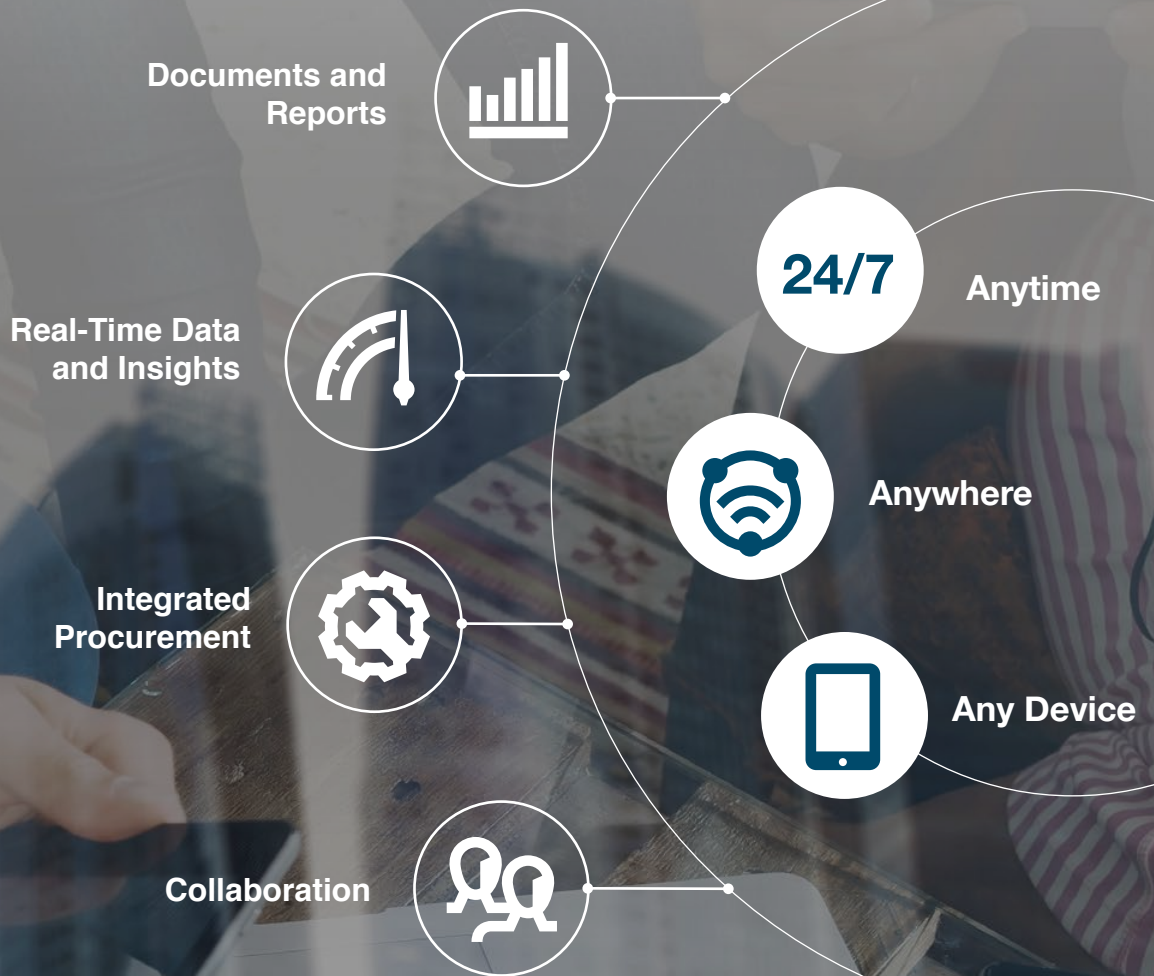 Documents and
Reports
24/7
Anytime
Real-Time Data
and Insights
Anywhere
Integrated
Procurement
Any Device
Collaboration